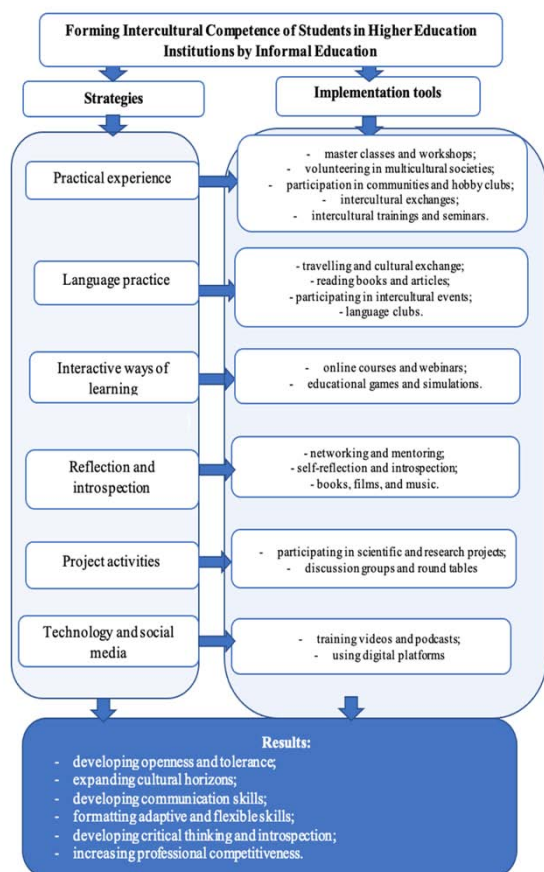 Forming Intercultural Competence of Students in Higher Education
Institutions by Informal Education
Strategies
Implementation tools
Practical experience
- master classes and workshops;
- volunteering in multicultural societies;
- participation in communities and hobby clubs;
- intercultural exchanges;
- intercultural trainings and seminars.
Language practice
- travelling and cultural exchange;
- reading books and articles;
- participating in intercultural events;
- language clubs.
Interactive ways of
learning
- online courses and webinars;
- educational games and simulations.
Reflection and
introspection
- networking and mentoring;
- self-reflection and introspection;
- books, films, and music.
Project activities
- participating in scientific and research projects;
- discussion groups and round tables
Technology and social
media
- training videos and podcasts;
- using digital platforms
Results:
- developing openness and tolerance;
- expanding cultural horizons;
- developing communication skills;
- formatting adaptive and flexible skills;
- developing critical thinking and introspection;
- increasing professional competitiveness.